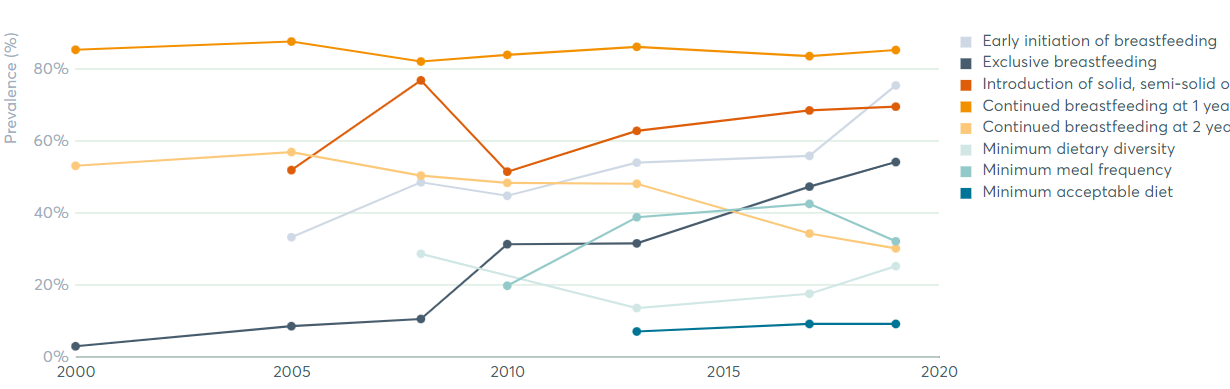 Prevalence (%)
80%
60%
40%
20%
0%
2000 2005 2010 2015 2020
Early initiation of breastfeeding
Exclusive breastfeeding
Introduction of solid, semi-solid o
Continued breastfeeding at 1 yea
Continued breastfeeding at 2 yea
Minimum dietary diversity
Minimum meal frequency
Minimum acceptable diet